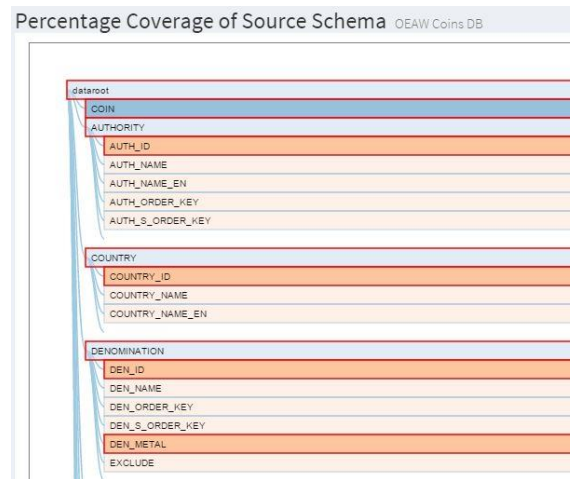 Percentage Coverage of Source Schema OEAW Coins DB
dataroot
COIN
AUTHORITY
AUTH_ID
AUTH_NAME
AUTH_NAME_EN
AUTH_ORDER_KEY
AUTH_S_ORDER_KEY
COUNTRY
COUNTRY_ID
COUNTRY_NAME
COUNTRY_NAME_EN
DENOMINATION
DEN_ID
DEN_NAME
DEN_ORDER_KEY
DEN_S_ORDER_KEY
DEN_METAL
EXCLUDE